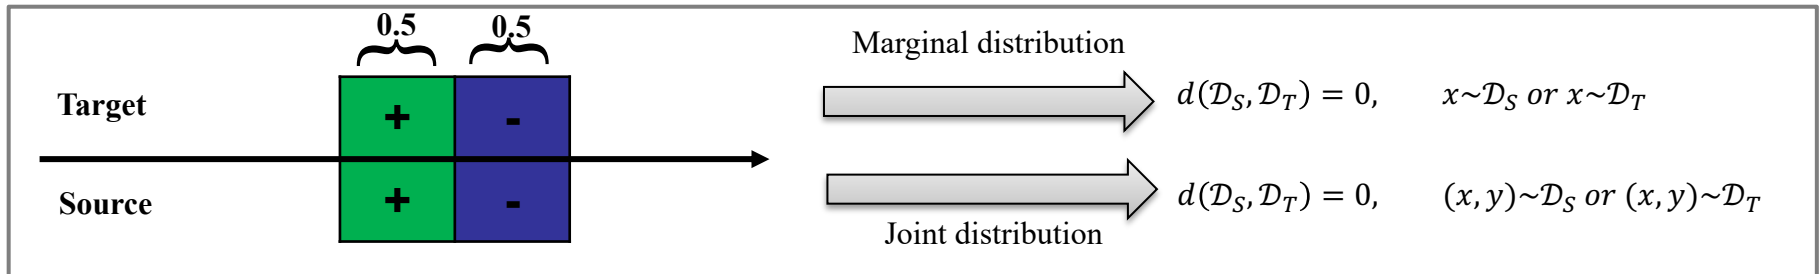 0.5 0.5
Target
+ -
Source
+ -
Marginal distribution
d(𝒟_S, 𝒟_T) = 0, x~𝒟_S or x~𝒟_T
d(𝒟_S, 𝒟_T) = 0, (x, y)~𝒟_S or (x, y)~𝒟_T
Joint distribution